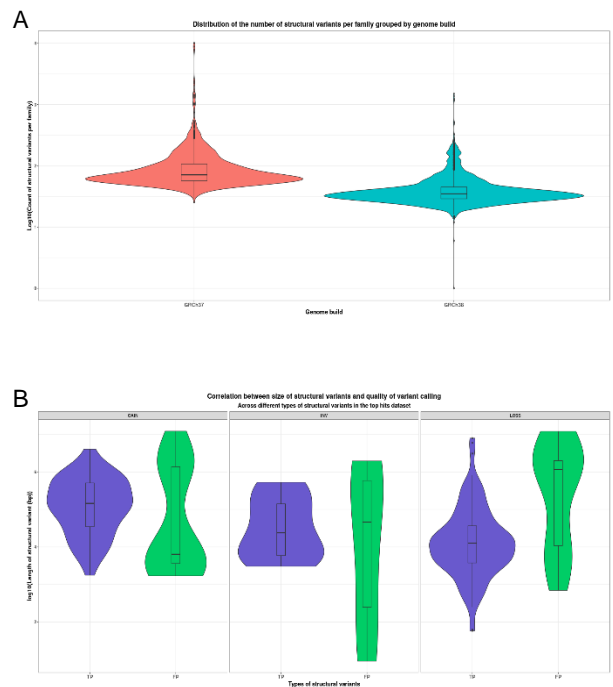 A
Distribution of the number of structural variants per family grouped by genome build
Log10(Count of structural variants per family)
GRCh37
GRCh38
Genome build
B
Correlation between size of structural variants and quality of variant calling
Across different types of structural variants in the top hits dataset
GAIN
INV
LOSS
log10(Length of structural variant (bp))
TP
FP
TP
FP
TP
FP
Types of structural variants